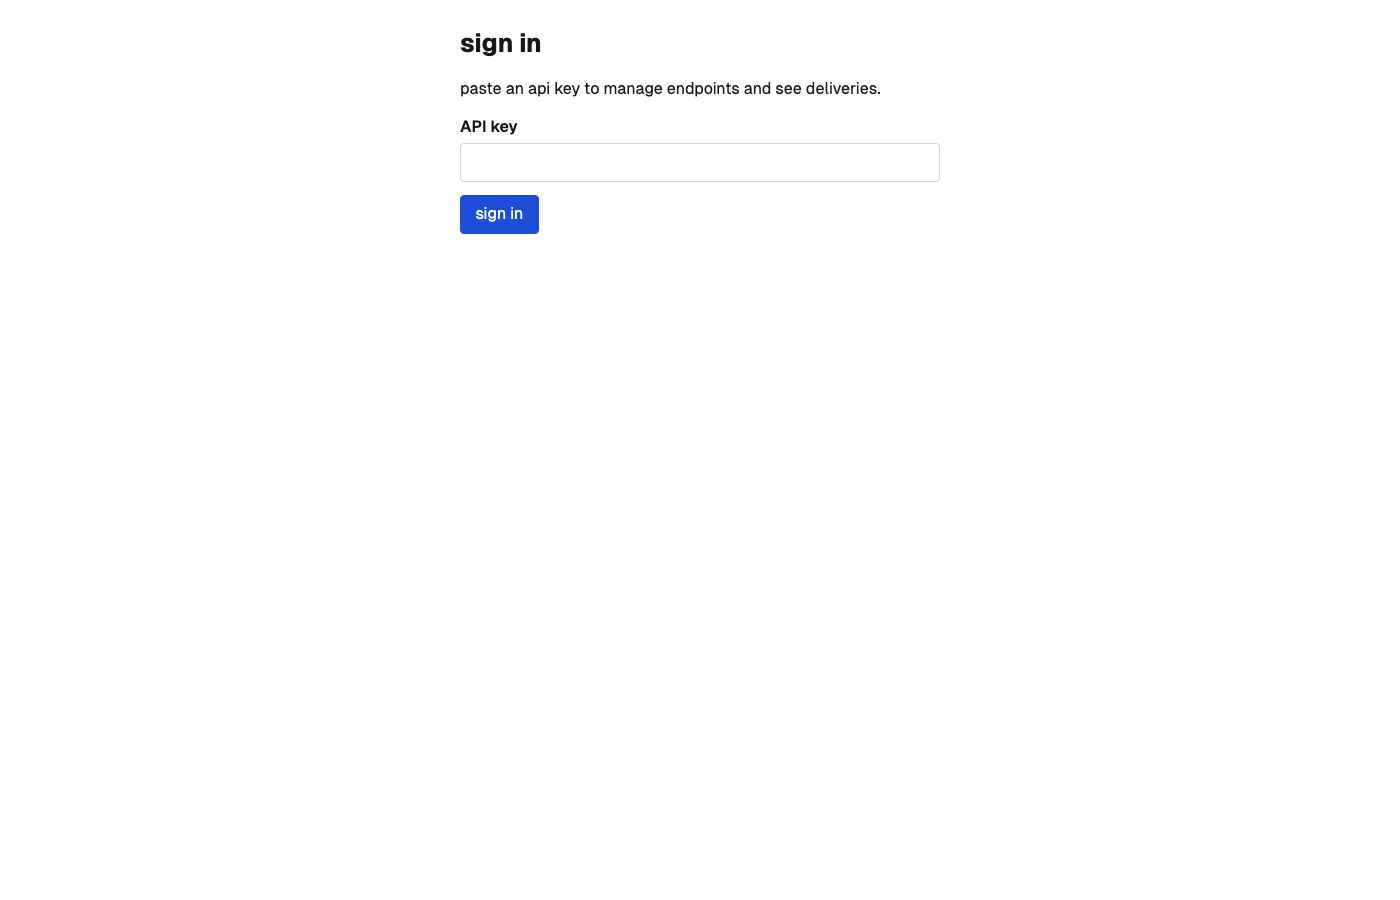 sign in
paste an api key to manage endpoints and see deliveries.
API key
sign in